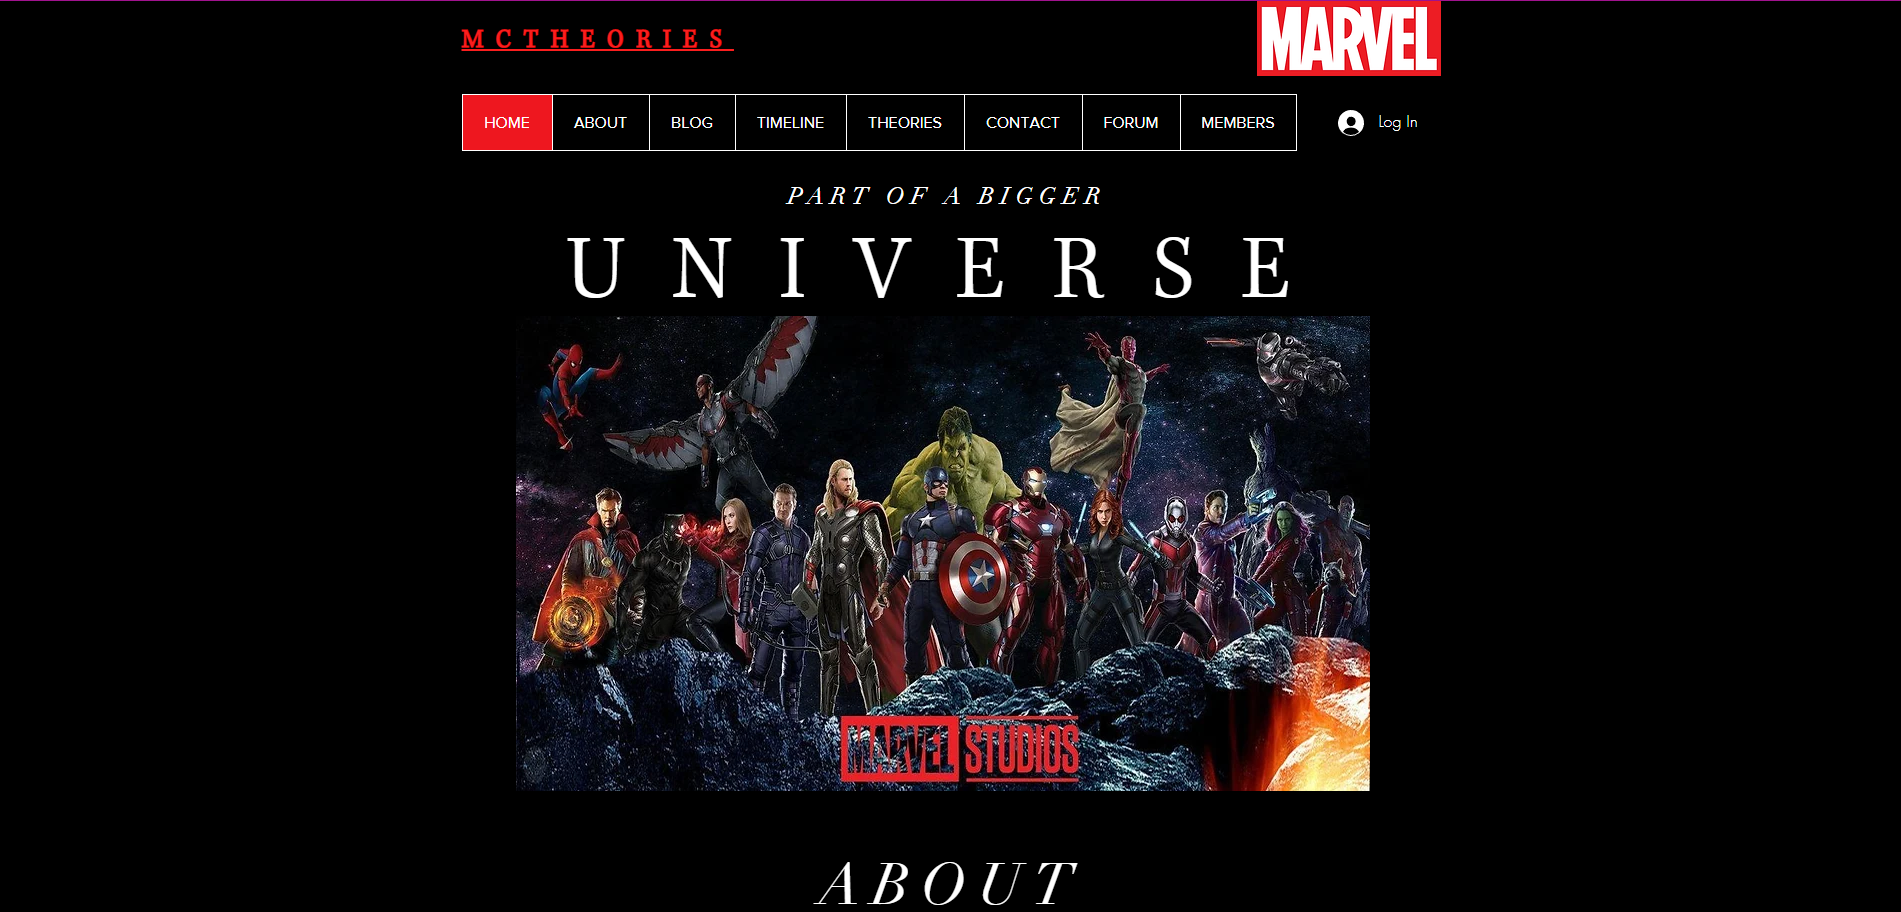 MCTHEORIES
MARVEL
HOME ABOUT BLOG TIMELINE THEORIES CONTACT FORUM MEMBERS Log In
PART OF A BIGGER
UNIVERSE
MARVEL STUDIOS
ABOUT